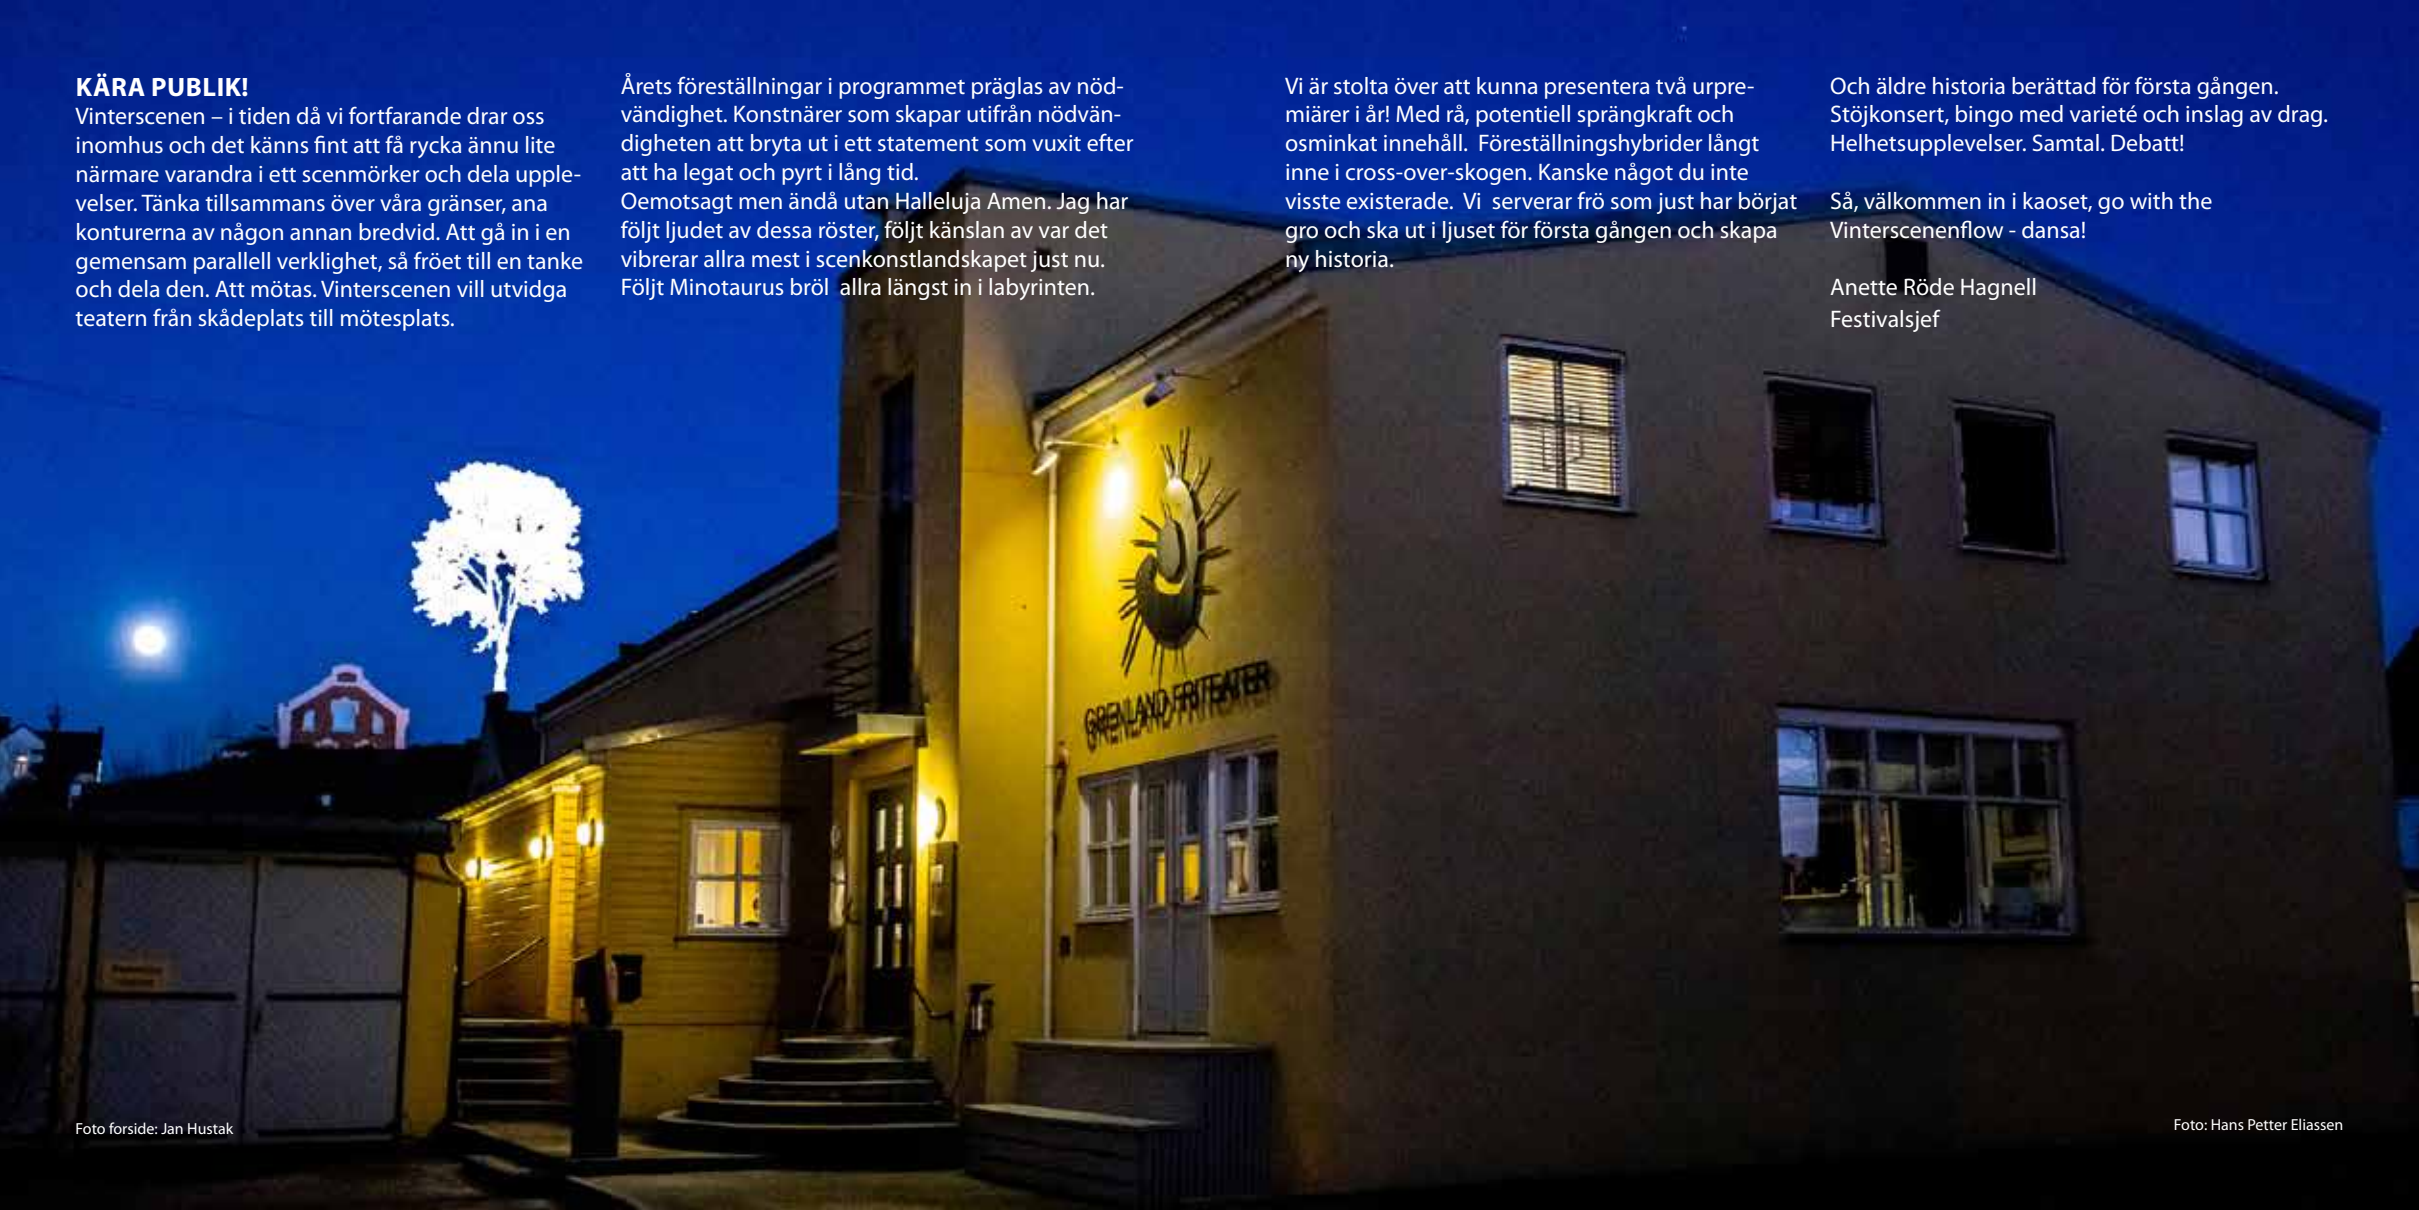 KÄRA PUBLIK!
Vinterscenen – i tiden då vi fortfarande drar oss
inomhus och det känns fint att få rycka ännu lite
närmare varandra i ett scenmörker och dela upple-
velser. Tänka tillsammans över våra gränser, ana
konturerna av någon annan bredvid. Att gå in i en
gemensam parallell verklighet, så fröet till en tanke
och dela den. Att mötas. Vinterscenen vill utvidga
teatern från skådeplats till mötesplats.
Årets föreställningar i programmet präglas av nöd-
vändighet. Konstnärer som skapar utifrån nödvän-
digheten att bryta ut i ett statement som vuxit efter
att ha legat och pyrt i lång tid.
Oemotsagt men ändå utan Halleluja Amen. Jag har
följt ljudet av dessa röster, följt känslan av var det
vibrerar allra mest i scenkonstlandskapet just nu.
Följt Minotaurus bröl allra längst in i labyrinten.
Vi är stolta över att kunna presentera två urpre-
miärer i år! Med rå, potentiell sprängkraft och
osminkat innehåll. Föreställningshybrider långt
inne i cross-over-skogen. Kanske något du inte
visste existerade. Vi serverar frö som just har börjat
gro och ska ut i ljuset för första gången och skapa
ny historia.
Och äldre historia berättad för första gången.
Stöjkonsert, bingo med varieté och inslag av drag.
Helhetsupplevelser. Samtal. Debatt!
Så, välkommen in i kaoset, go with the
Vinterscenenflow - dansa!
Anette Röde Hagnell
Festivalsjef
GRENLAND FRITEATER
Foto forside: Jan Hustak
Foto: Hans Petter Eliassen